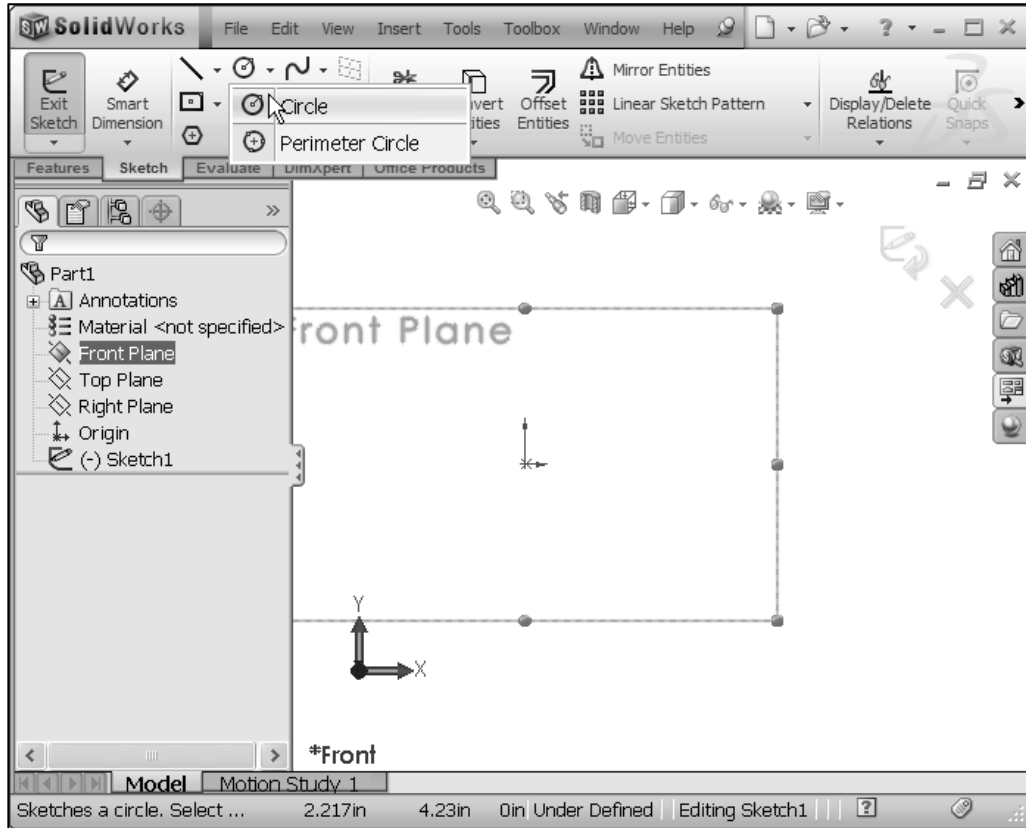 SolidWorks File Edit View Insert Tools Toolbox Window Help ?
Exit Sketch
Smart Dimension
Offset Entities
Mirror Entities
Linear Sketch Pattern
Move Entities
Display/Delete Relations
Quick Snaps
Circle
Perimeter Circle
vert
ities
Features Sketch Evaluate DimXpert Office Products
Part1
A Annotations
Material <not specified>
Front Plane
Top Plane
Right Plane
Origin
(-) Sketch1
Front Plane
Y
X
*Front
Model Motion Study 1
Sketches a circle. Select ... 2.217in 4.23in 0in Under Defined Editing Sketch1 ?